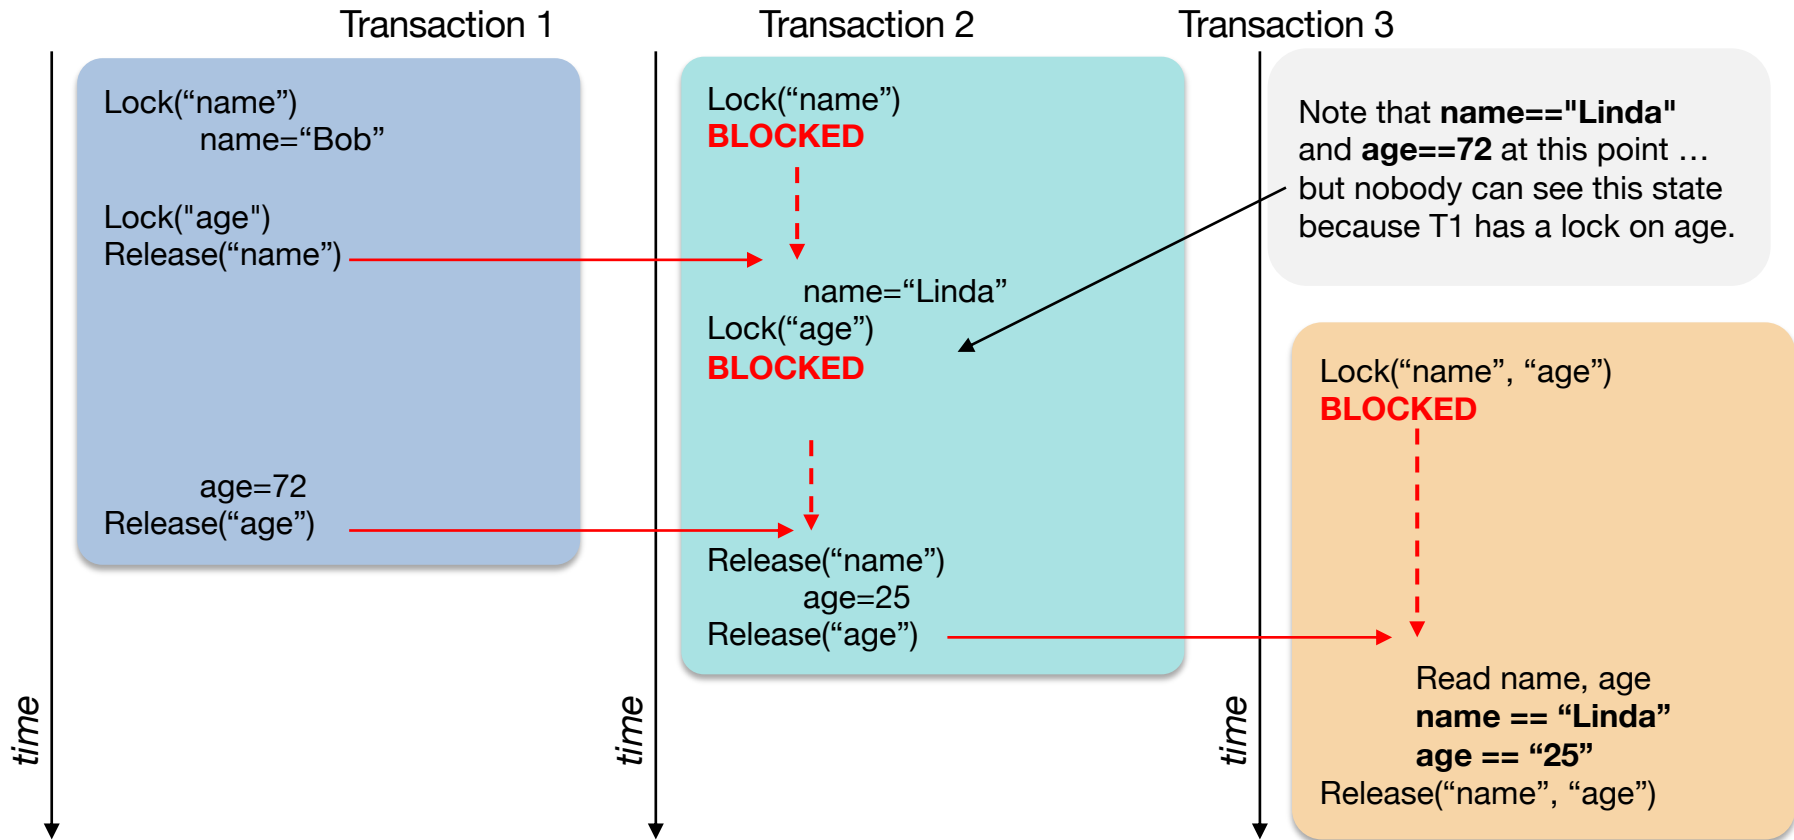 Transaction 1
Transaction 2
Transaction 3
time
Lock(“name”)
name=“Bob”
Lock("age")
Release(“name”)
age=72
Release(“age”)
time
Lock(“name”)
BLOCKED
name=“Linda”
Lock(“age”)
BLOCKED
Release(“name”)
age=25
Release(“age”)
time
Note that name=="Linda"
and age==72 at this point …
but nobody can see this state
because T1 has a lock on age.
Lock(“name”, “age”)
BLOCKED
Read name, age
name == “Linda”
age == “25”
Release(“name”, “age”)